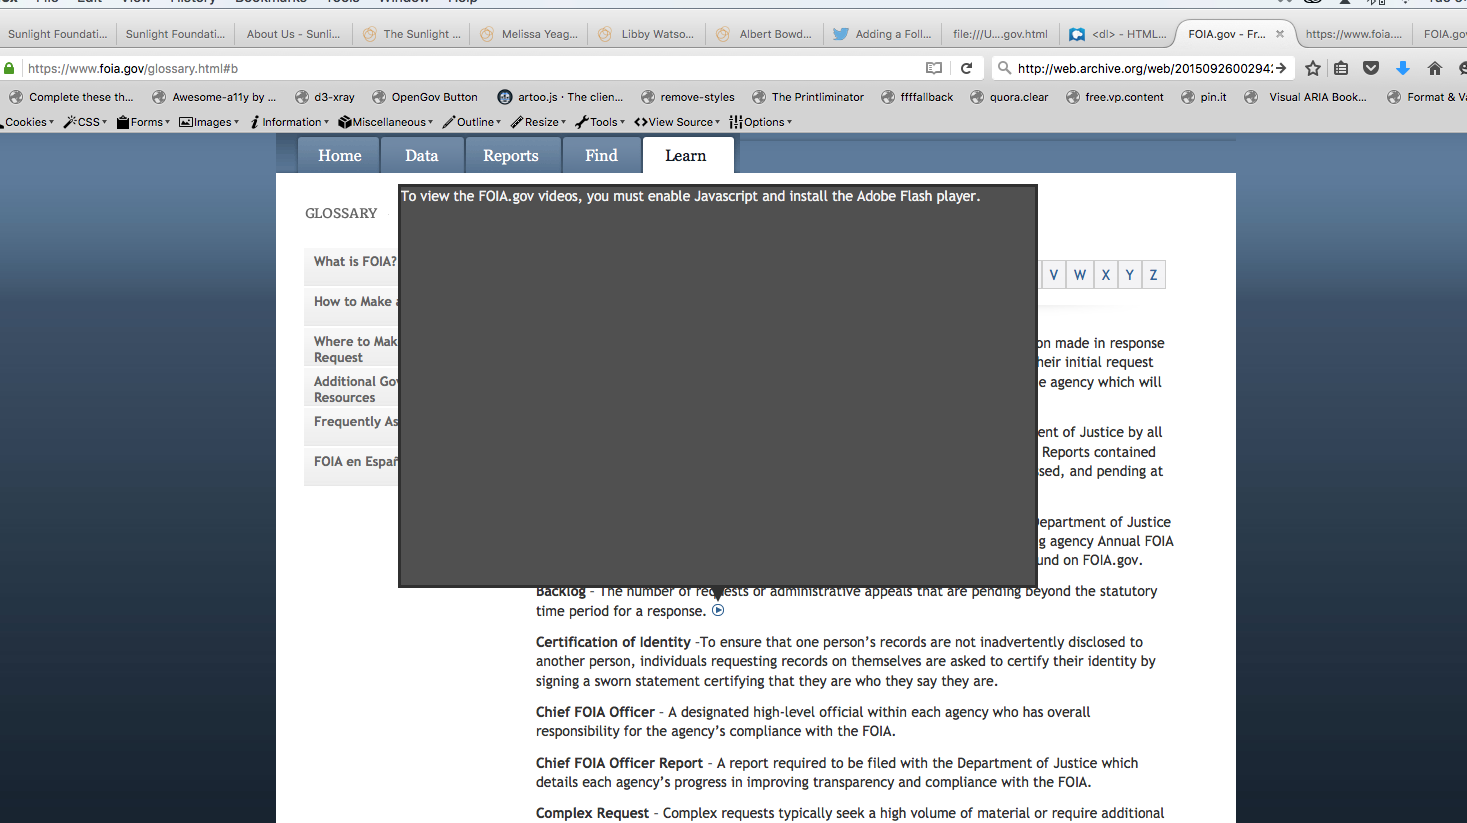 File Edit View History Bookmarks Tools Window Help
Sunlight Foundati... Sunlight Foundati... About Us - Sunli... The Sunlight ... Melissa Yeag... Libby Watso... Albert Bowd... Adding a Foll... file:///U....gov.html <dl> - HTML... FOIA.gov - Fr... https://www.foia.... FOIA.gov
https://www.foia.gov/glossary.html#b http://web.archive.org/web/20150926002942
Complete these th... Awesome-a11y by ... d3-xray OpenGov Button artoo.js · The clien... remove-styles The Printliminator ffffallback quora.clear free.vp.content pin.it Visual ARIA Book... Format & Va
Cookies CSS Forms Images Information Miscellaneous Outline Resize Tools View Source Options
Home Data Reports Find Learn
To view the FOIA.gov videos, you must enable Javascript and install the Adobe Flash player.
GLOSSARY
What is FOIA?
How to Make a
Where to Mak
Request
Additional Gov
Resources
Frequently As
FOIA en Españ
V W X Y Z
on made in response
heir initial request
e agency which will
ent of Justice by all
Reports contained
sed, and pending at
epartment of Justice
g agency Annual FOIA
und on FOIA.gov.
Backlog – The number of requests or administrative appeals that are pending beyond the statutory
time period for a response.
Certification of Identity –To ensure that one person's records are not inadvertently disclosed to
another person, individuals requesting records on themselves are asked to certify their identity by
signing a sworn statement certifying that they are who they say they are.
Chief FOIA Officer – A designated high-level official within each agency who has overall
responsibility for the agency's compliance with the FOIA.
Chief FOIA Officer Report – A report required to be filed with the Department of Justice which
details each agency's progress in improving transparency and compliance with the FOIA.
Complex Request – Complex requests typically seek a high volume of material or require additional